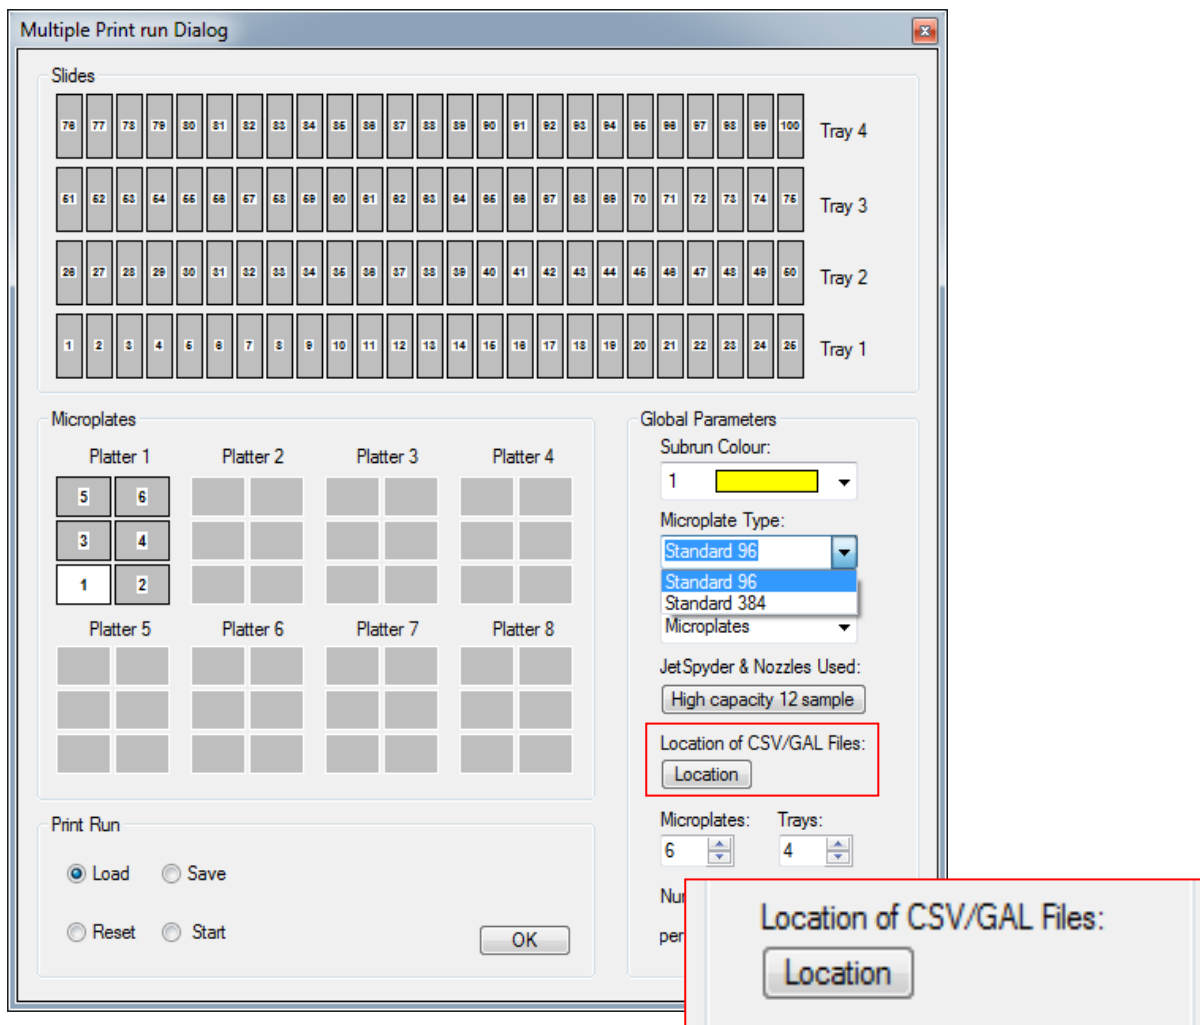 Multiple Print run Dialog
Slides
76 77 78 79 80 81 82 83 84 85 86 87 88 89 90 91 92 93 94 95 96 97 98 99 100 Tray 4
51 52 53 54 55 56 57 58 59 60 61 62 63 64 65 66 67 68 69 70 71 72 73 74 75 Tray 3
26 27 28 29 30 31 32 33 34 35 36 37 38 39 40 41 42 43 44 45 46 47 48 49 50 Tray 2
1 2 3 4 5 6 7 8 9 10 11 12 13 14 15 16 17 18 19 20 21 22 23 24 25 Tray 1
Microplates
Platter 1 Platter 2 Platter 3 Platter 4
5 6
3 4
1 2
Platter 5 Platter 6 Platter 7 Platter 8
Print Run
Load Save
Reset Start
OK
Global Parameters
Subrun Colour:
1
Microplate Type:
Standard 96
Standard 96
Standard 384
Microplates
JetSpyder & Nozzles Used:
High capacity 12 sample
Location of CSV/GAL Files:
Location
Microplates: Trays:
6 4
per
Location of CSV/GAL Files:
Location